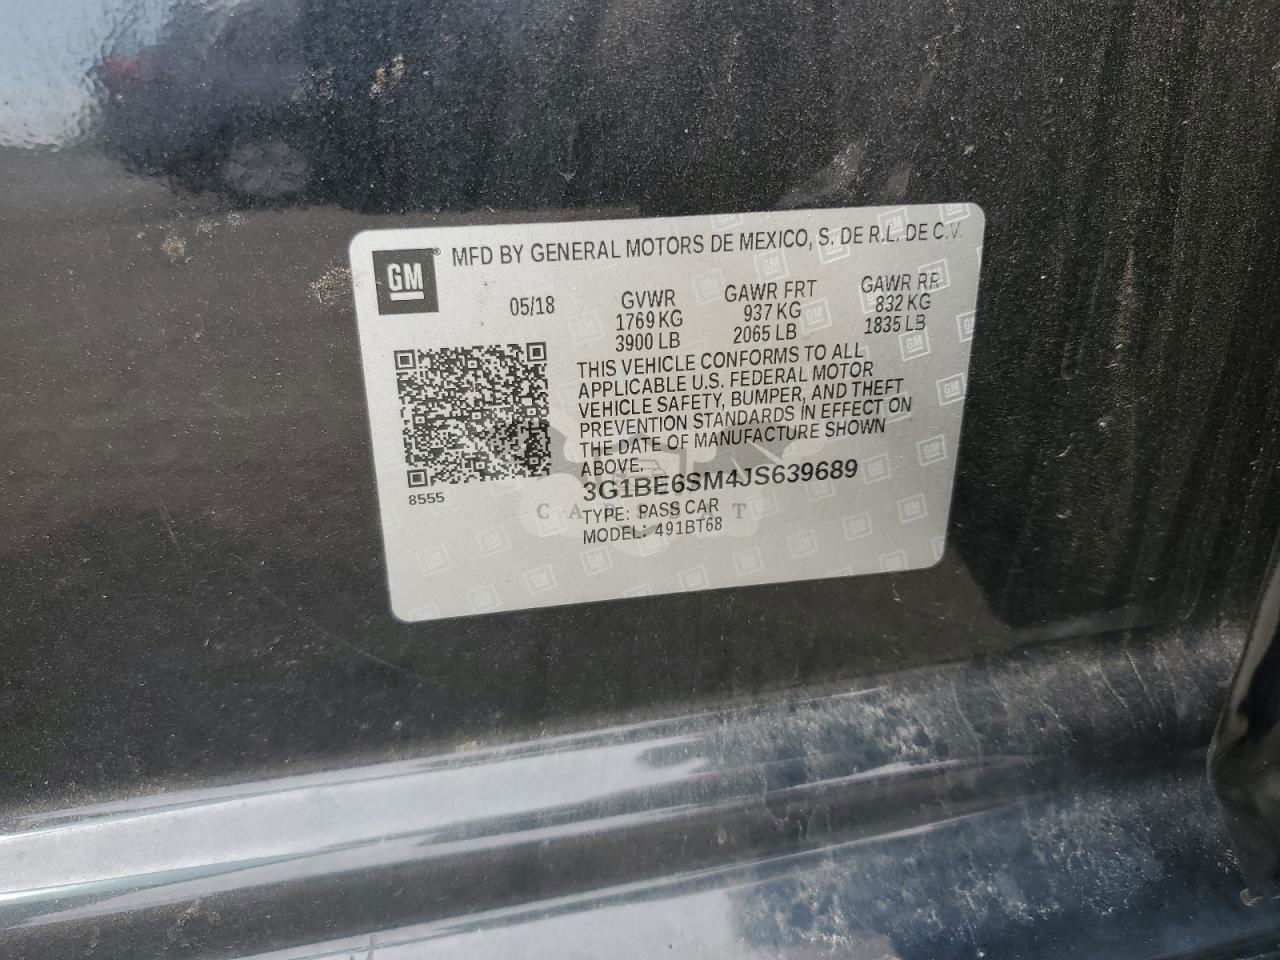 GM® MFD BY GENERAL MOTORS DE MEXICO, S. DE R.L. DE C.V.
05/18 GVWR GAWR FRT GAWR RR
1769 KG 937 KG 832 KG
3900 LB 2065 LB 1835 LB
THIS VEHICLE CONFORMS TO ALL
APPLICABLE U.S. FEDERAL MOTOR
VEHICLE SAFETY, BUMPER, AND THEFT
PREVENTION STANDARDS IN EFFECT ON
THE DATE OF MANUFACTURE SHOWN
ABOVE.
8555
3G1BE6SM4JS639689
TYPE: PASS CAR
MODEL: 491BT68